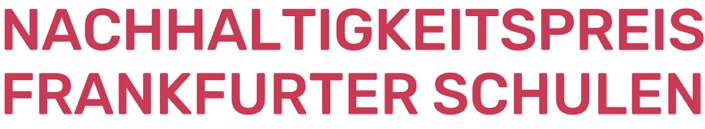 NACHHALTIGKEITSPREIS
FRANKFURTER SCHULEN